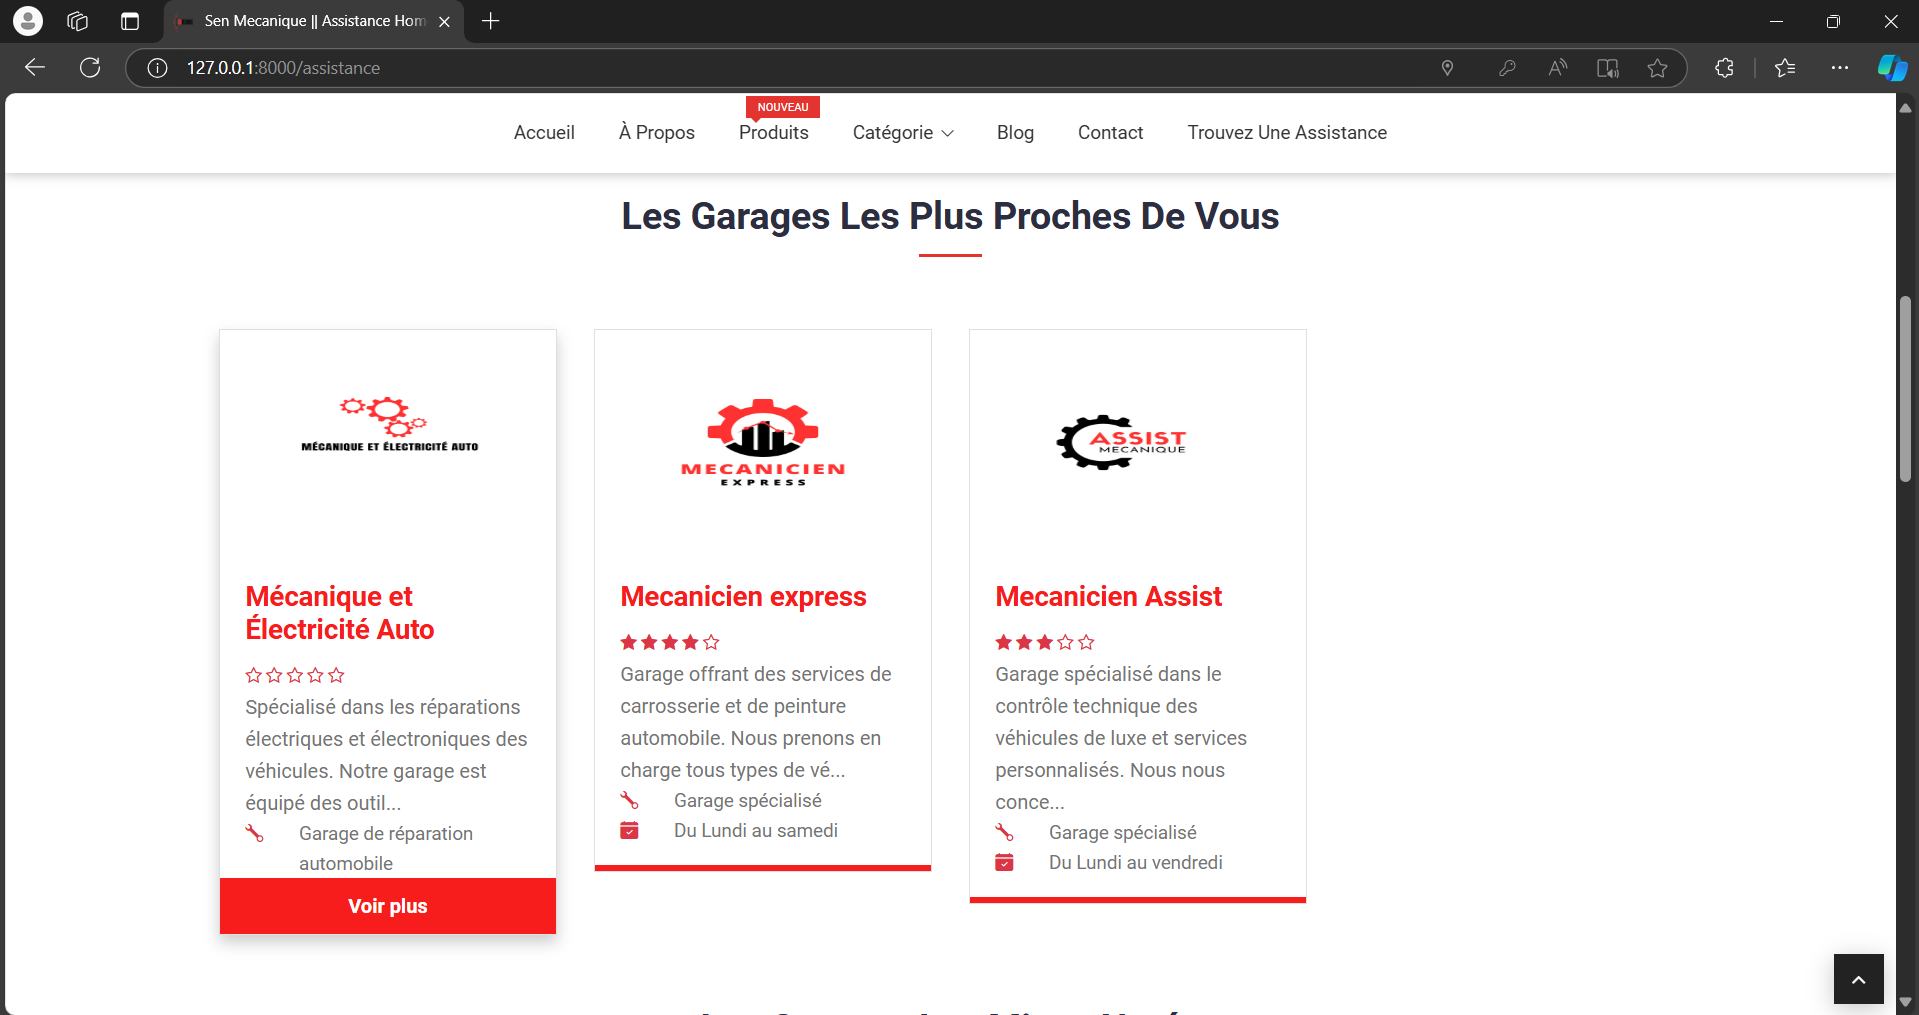 Sen Mecanique || Assistance Hom
127.0.0.1:8000/assistance
NOUVEAU
Accueil
À Propos
Produits
Catégorie
Blog
Contact
Trouvez Une Assistance
Les Garages Les Plus Proches De Vous
MÉCANIQUE ET ÉLECTRICITÉ AUTO
Mécanique et
Électricité Auto
Spécialisé dans les réparations
électriques et électroniques des
véhicules. Notre garage est
équipé des outil...
Garage de réparation
automobile
Voir plus
MECANICIEN
EXPRESS
Mecanicien express
Garage offrant des services de
carrosserie et de peinture
automobile. Nous prenons en
charge tous types de vé...
Garage spécialisé
Du Lundi au samedi
ASSIST
MECANIQUE
Mecanicien Assist
Garage spécialisé dans le
contrôle technique des
véhicules de luxe et services
personnalisés. Nous nous
conce...
Garage spécialisé
Du Lundi au vendredi